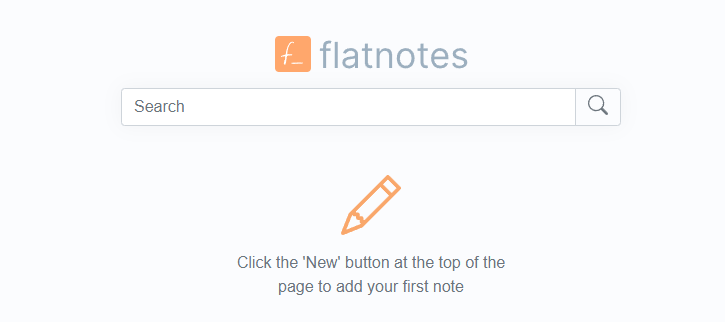 f_ flatnotes
Search
Click the 'New' button at the top of the
page to add your first note